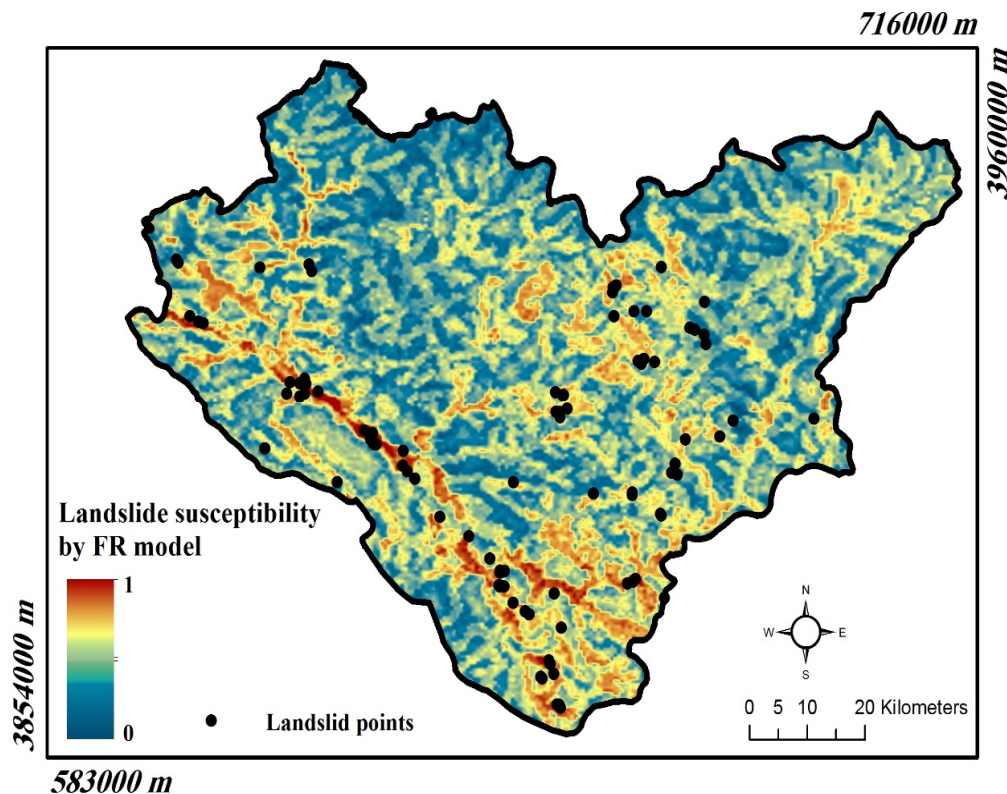 716000 m
3960000 m
Landslide susceptibility
by FR model
1
0
Landslid points
N
W E
S
0 5 10 20 Kilometers
3854000 m
583000 m